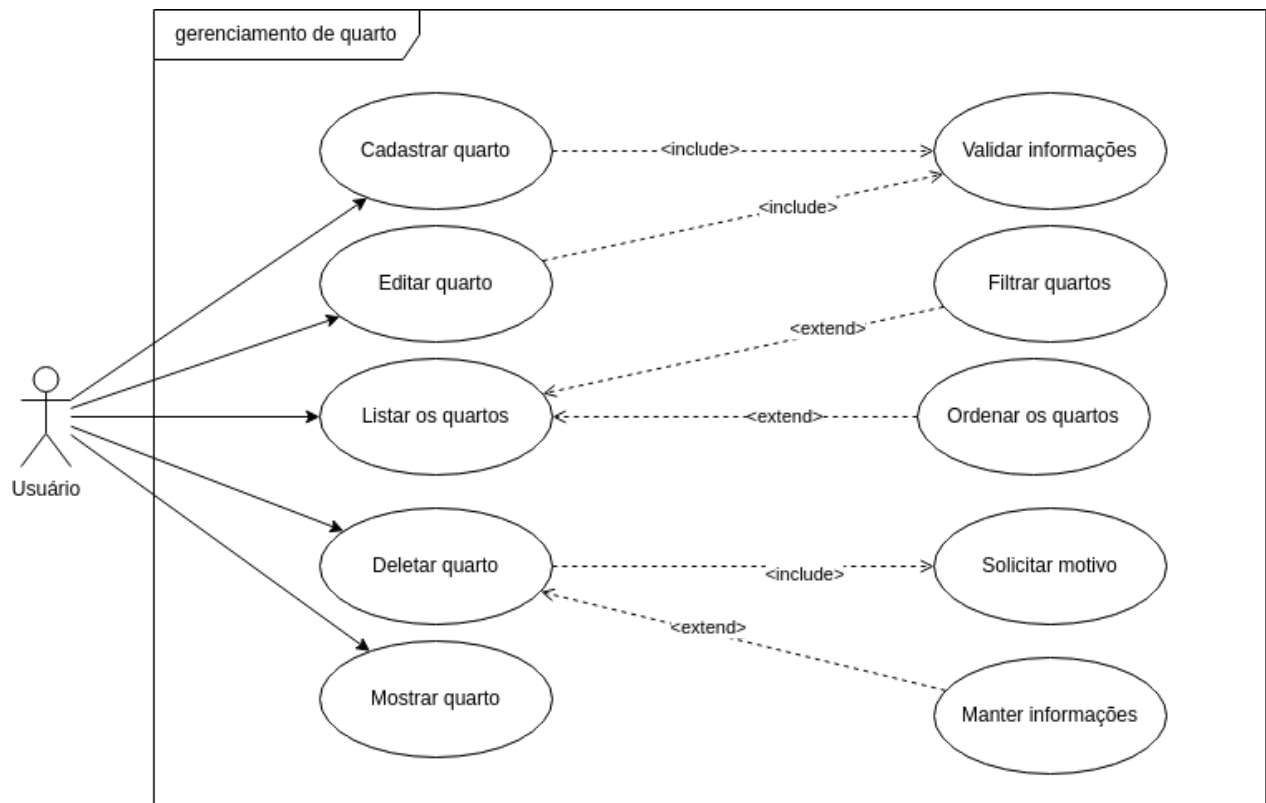 gerenciamento de quarto
Cadastrar quarto
<include>
Validar informações
<include>
Editar quarto
Filtrar quartos
<extend>
Listar os quartos
<extend>
Ordenar os quartos
Usuário
Deletar quarto
<include>
Solicitar motivo
<extend>
Mostrar quarto
Manter informações